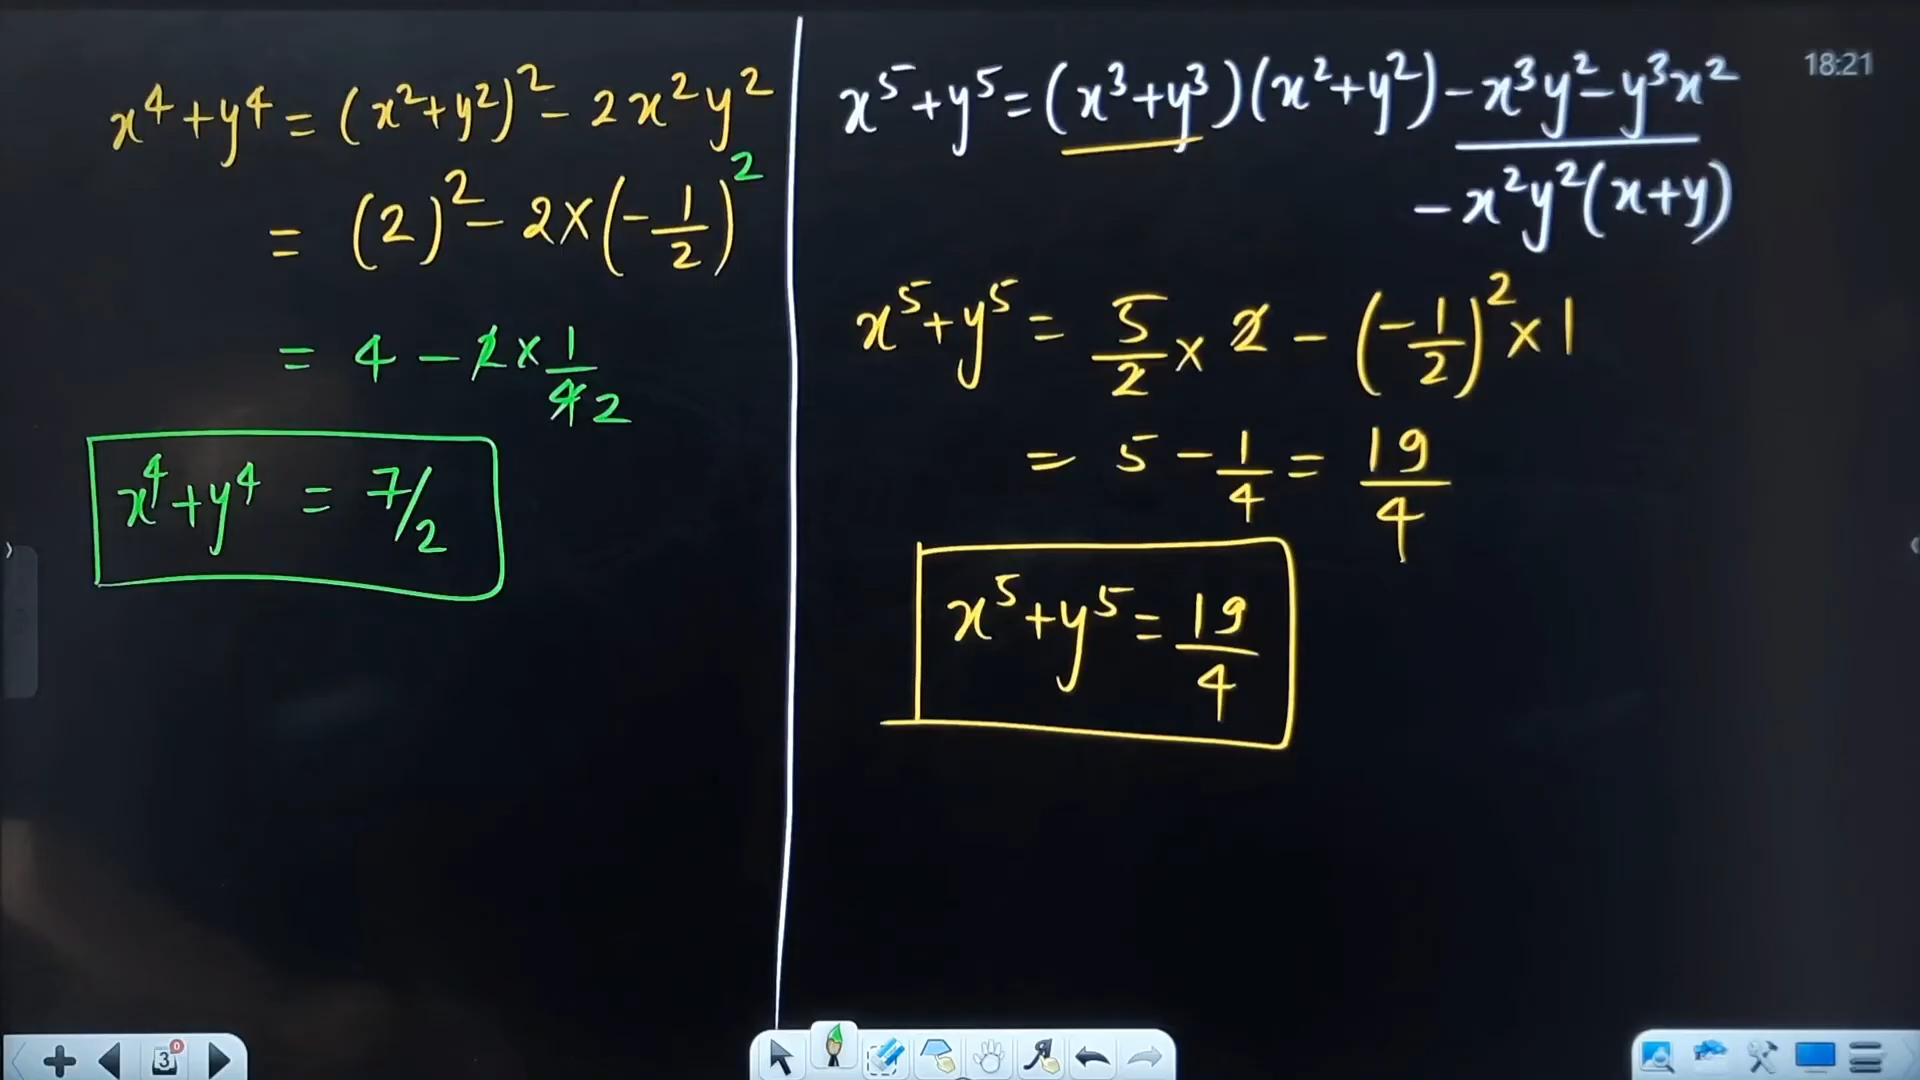 x⁴+y⁴ = (x²+y²)² - 2x²y²
= (2)² - 2×(-1/2)²
= 4 - 2×1/4 2
x⁴+y⁴ = 7/2
x⁵+y⁵ = (x³+y³)(x²+y²) - x³y² - y³x²
- x²y²(x+y)
x⁵+y⁵ = 5/2 × 2 - (-1/2)² × 1
= 5 - 1/4 = 19/4
x⁵+y⁵ = 19/4
18:21
3
0